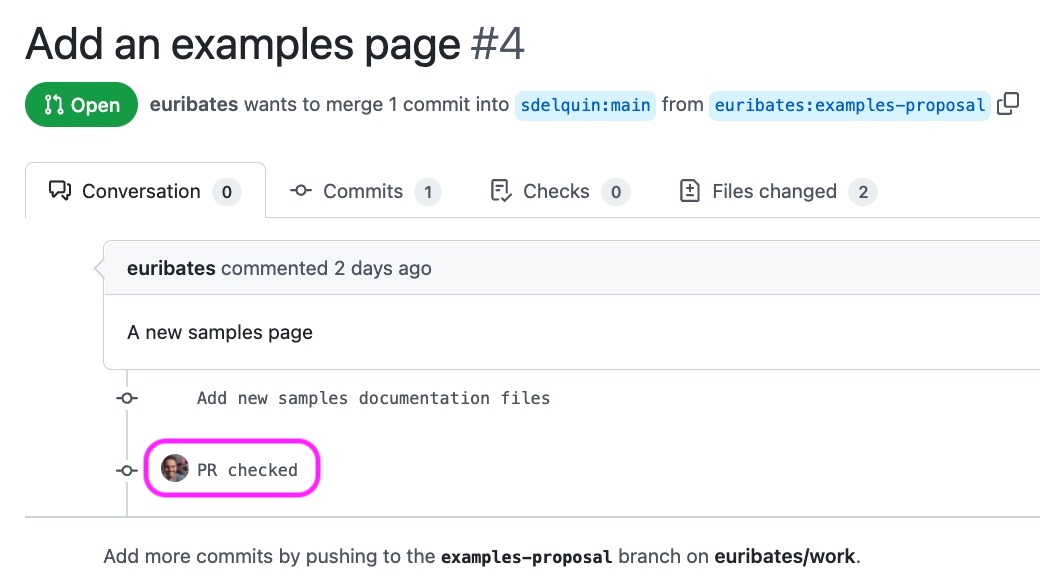 Add an examples page #4
Open euribates wants to merge 1 commit into sdelquin:main from euribates:examples-proposal
Conversation 0 Commits 1 Checks 0 Files changed 2
euribates commented 2 days ago
A new samples page
Add new samples documentation files
PR checked
Add more commits by pushing to the examples-proposal branch on euribates/work.